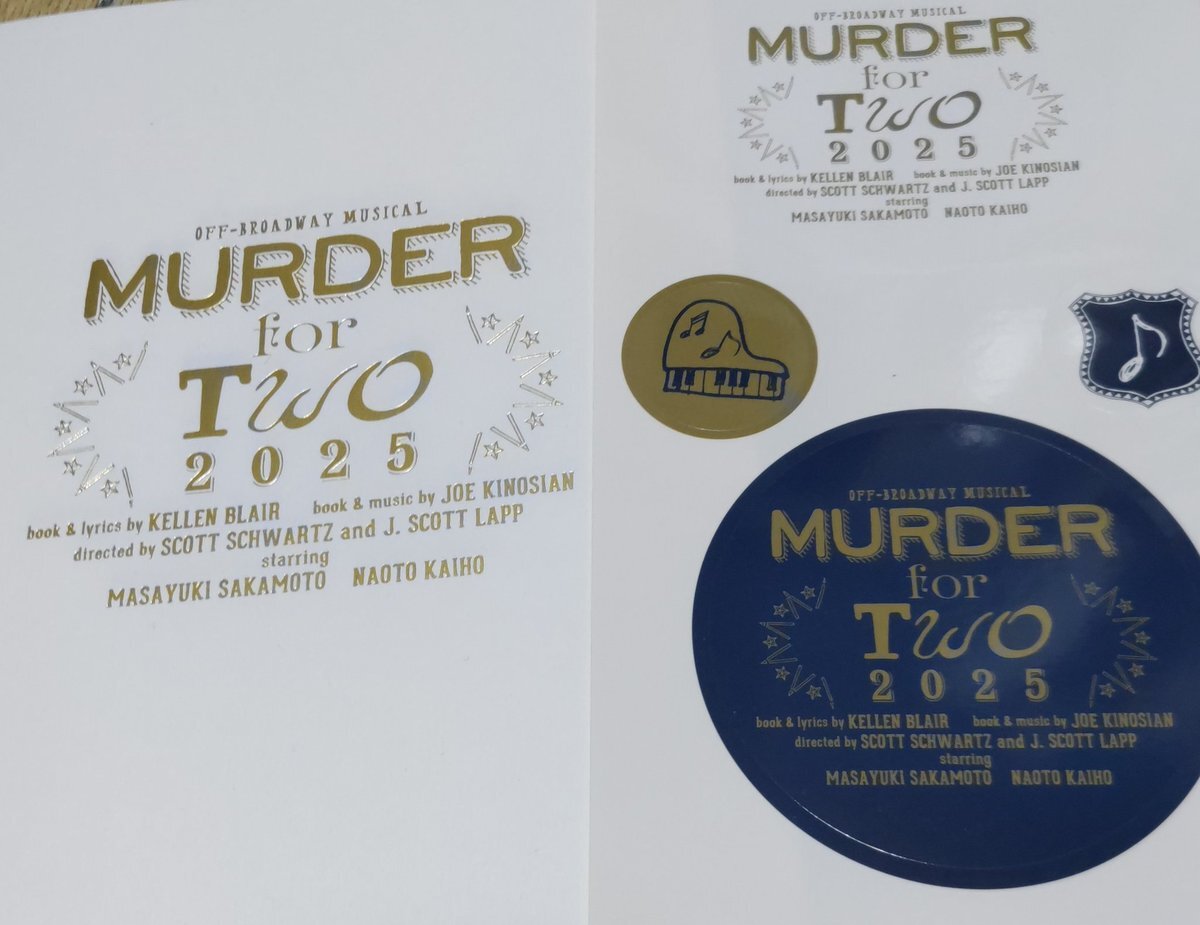 OFF-BROADWAY MUSICAL
MURDER
for
TWO
2025
book & lyrics by KELLEN BLAIR book & music by JOE KINOSIAN
directed by SCOTT SCHWARTZ and J. SCOTT LAPP
starring
MASAYUKI SAKAMOTO NAOTO KAIHO
OFF-BROADWAY MUSICAL
MURDER
for
TWO
2025
book & lyrics by KELLEN BLAIR book & music by JOE KINOSIAN
directed by SCOTT SCHWARTZ and J. SCOTT LAPP
starring
MASAYUKI SAKAMOTO NAOTO KAIHO
OFF-BROADWAY MUSICAL
MURDER
for
TWO
2025
book & lyrics by KELLEN BLAIR book & music by JOE KINOSIAN
directed by SCOTT SCHWARTZ and J. SCOTT LAPP
starring
MASAYUKI SAKAMOTO NAOTO KAIHO